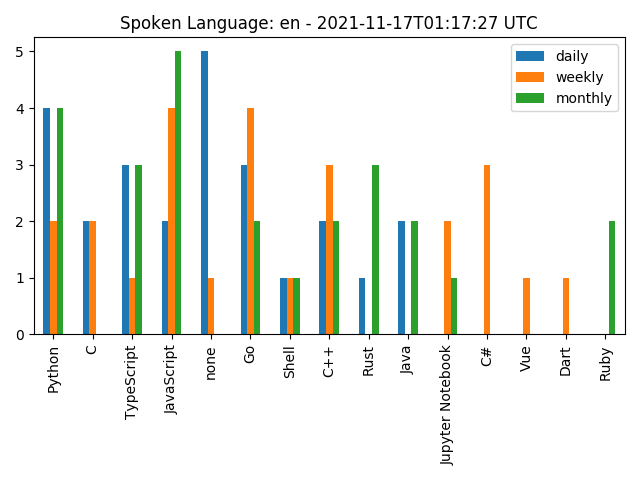 Spoken Language: en - 2021-11-17T01:17:27 UTC
daily
weekly
monthly
5
4
3
2
1
0
Python
C
TypeScript
JavaScript
none
Go
Shell
C++
Rust
Java
Jupyter Notebook
C#
Vue
Dart
Ruby